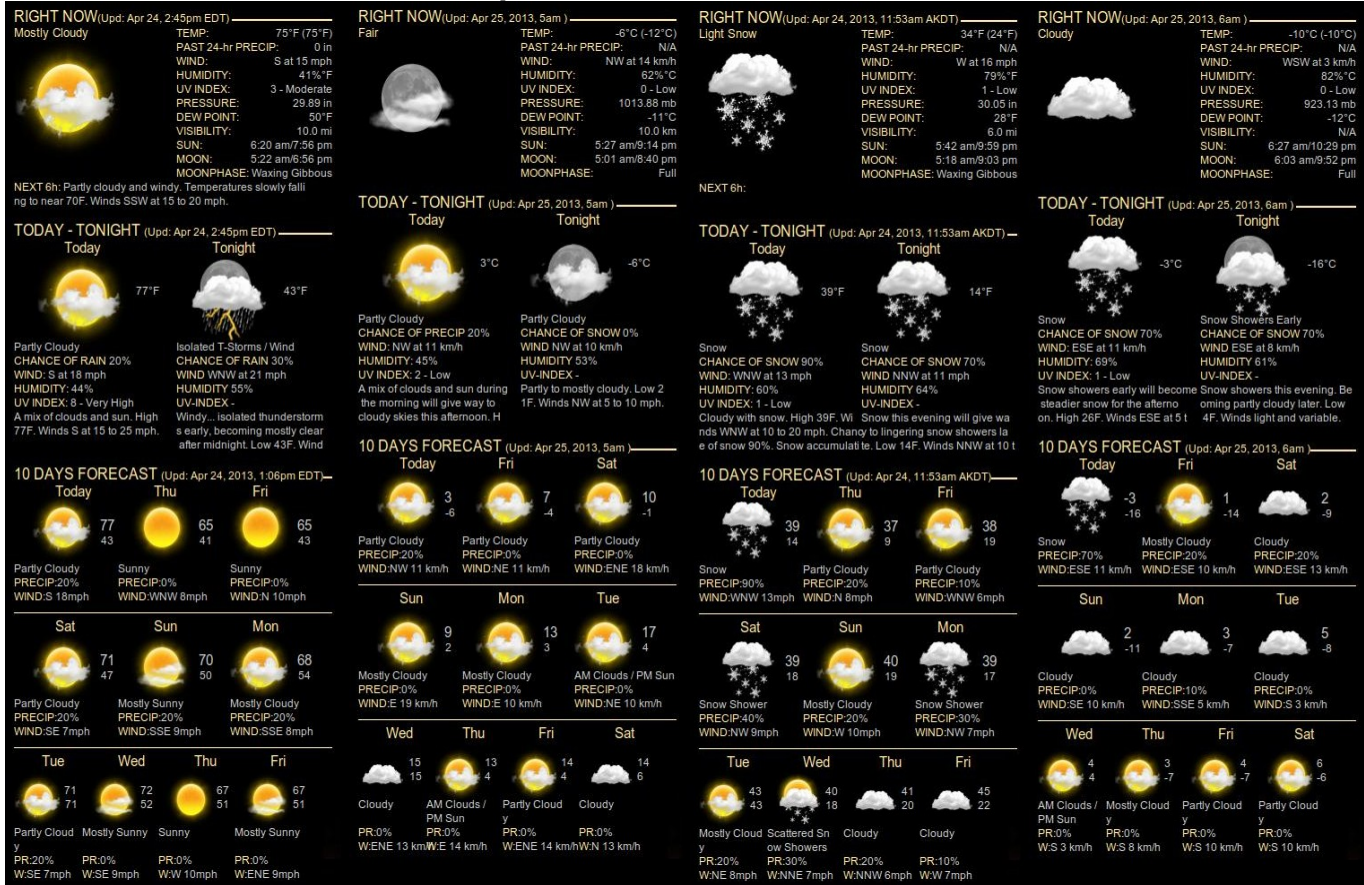 RIGHT NOW(Upd: Apr 24, 2:45pm EDT)
Mostly Cloudy
TEMP: 75°F (75°F)
PAST 24-hr PRECIP: 0 in
WIND: S at 15 mph
HUMIDITY: 41%°F
UV INDEX: 3 - Moderate
PRESSURE: 29.89 in
DEW POINT: 50°F
VISIBILITY: 10.0 mi
SUN: 6:20 am/7:56 pm
MOON: 5:22 am/6:56 pm
MOONPHASE: Waxing Gibbous
NEXT 6h: Partly cloudy and windy. Temperatures slowly falli
ng to near 70F. Winds SSW at 15 to 20 mph.
TODAY - TONIGHT (Upd: Apr 24, 2:45pm EDT)
Today Tonight
77°F 43°F
Partly Cloudy Isolated T-Storms / Wind
CHANCE OF RAIN 20% CHANCE OF RAIN 30%
WIND: S at 18 mph WIND WNW at 21 mph
HUMIDITY: 44% HUMIDITY 55%
UV INDEX: 8 - Very High UV-INDEX -
A mix of clouds and sun. High Windy... isolated thunderstorm
77F. Winds S at 15 to 25 mph. s early, becoming mostly clear
after midnight. Low 43F. Wind
10 DAYS FORECAST (Upd: Apr 24, 2013, 1:06pm EDT)
Today Thu Fri
77 65 65
43 41 43
Partly Cloudy Sunny Sunny
PRECIP:20% PRECIP:0% PRECIP:0%
WIND:S 18mph WIND:WNW 8mph WIND:N 10mph
Sat Sun Mon
71 70 68
47 50 54
Partly Cloudy Mostly Sunny Mostly Cloudy
PRECIP:20% PRECIP:20% PRECIP:20%
WIND:SE 7mph WIND:SSE 9mph WIND:SSE 8mph
Tue Wed Thu Fri
71 72 67 67
71 52 51 51
Partly Cloud Mostly Sunny Sunny Mostly Sunny
y
PR:20% PR:0% PR:0% PR:0%
W:SE 7mph W:SE 9mph W:W 10mph W:ENE 9mph
RIGHT NOW(Upd: Apr 25, 2013, 5am )
Fair
TEMP: -6°C (-12°C)
PAST 24-hr PRECIP: N/A
WIND: NW at 14 km/h
HUMIDITY: 62%°C
UV INDEX: 0 - Low
PRESSURE: 1013.88 mb
DEW POINT: -11°C
VISIBILITY: 10.0 km
SUN: 5:27 am/9:14 pm
MOON: 5:01 am/8:40 pm
MOONPHASE: Full
TODAY - TONIGHT (Upd: Apr 25, 2013, 5am )
Today Tonight
3°C -6°C
Partly Cloudy Partly Cloudy
CHANCE OF PRECIP 20% CHANCE OF SNOW 0%
WIND: NW at 11 km/h WIND NW at 10 km/h
HUMIDITY: 45% HUMIDITY 53%
UV INDEX: 2 - Low UV-INDEX -
A mix of clouds and sun during Partly to mostly cloudy. Low 2
the morning will give way to 1F. Winds NW at 5 to 10 mph.
cloudy skies this afternoon. H
10 DAYS FORECAST (Upd: Apr 25, 2013, 5am )
Today Fri Sat
3 7 10
-6 -4 -1
Partly Cloudy Partly Cloudy Partly Cloudy
PRECIP:20% PRECIP:0% PRECIP:0%
WIND:NW 11 km/h WIND:NE 11 km/h WIND:ENE 18 km/h
Sun Mon Tue
9 13 17
2 3 4
Mostly Cloudy Mostly Cloudy AM Clouds / PM Sun
PRECIP:0% PRECIP:0% PRECIP:0%
WIND:E 19 km/h WIND:E 10 km/h WIND:NE 10 km/h
Wed Thu Fri Sat
15 13 14 14
15 4 4 6
Cloudy AM Clouds / Partly Cloud Cloudy
PM Sun y
PR:0% PR:0% PR:0% PR:0%
W:ENE 13 km/h W:E 14 km/h W:ENE 14 km/h W:N 13 km/h
RIGHT NOW(Upd: Apr 24, 2013, 11:53am AKDT)
Light Snow
TEMP: 34°F (24°F)
PAST 24-hr PRECIP: N/A
WIND: W at 16 mph
HUMIDITY: 79%°F
UV INDEX: 1 - Low
PRESSURE: 30.05 in
DEW POINT: 28°F
VISIBILITY: 6.0 mi
SUN: 5:42 am/9:59 pm
MOON: 5:18 am/9:03 pm
MOONPHASE: Waxing Gibbous
NEXT 6h:
TODAY - TONIGHT (Upd: Apr 24, 2013, 11:53am AKDT)
Today Tonight
39°F 14°F
Snow Snow
CHANCE OF SNOW 90% CHANCE OF SNOW 70%
WIND: WNW at 13 mph WIND NNW at 11 mph
HUMIDITY: 60% HUMIDITY 64%
UV INDEX: 1 - Low UV-INDEX -
Cloudy with snow. High 39F. Wi Snow this evening will give wa
nds WNW at 10 to 20 mph. Chanc y to lingering snow showers la
e of snow 90%. Snow accumulati te. Low 14F. Winds NNW at 10 t
10 DAYS FORECAST (Upd: Apr 24, 11:53am AKDT)
Today Thu Fri
39 37 38
14 9 19
Snow Partly Cloudy Partly Cloudy
PRECIP:90% PRECIP:20% PRECIP:10%
WIND:WNW 13mph WIND:N 8mph WIND:WNW 6mph
Sat Sun Mon
39 40 39
18 19 17
Snow Shower Mostly Cloudy Snow Shower
PRECIP:40% PRECIP:20% PRECIP:30%
WIND:NW 9mph WIND:W 10mph WIND:NW 7mph
Tue Wed Thu Fri
43 40 41 45
43 18 20 22
Mostly Cloud Scattered Sn Cloudy Cloudy
y ow Showers
PR:20% PR:30% PR:20% PR:10%
W:NE 8mph W:NNE 7mph W:NNW 6mph W:W 7mph
RIGHT NOW(Upd: Apr 25, 2013, 6am )
Cloudy
TEMP: -10°C (-10°C)
PAST 24-hr PRECIP: N/A
WIND: WSW at 3 km/h
HUMIDITY: 82%°C
UV INDEX: 0 - Low
PRESSURE: 923.13 mb
DEW POINT: -12°C
VISIBILITY: N/A
SUN: 6:27 am/10:29 pm
MOON: 6:03 am/9:52 pm
MOONPHASE: Full
TODAY - TONIGHT (Upd: Apr 25, 2013, 6am )
Today Tonight
-3°C -16°C
Snow Snow Showers Early
CHANCE OF SNOW 70% CHANCE OF SNOW 70%
WIND: ESE at 11 km/h WIND ESE at 8 km/h
HUMIDITY: 69% HUMIDITY 61%
UV INDEX: 1 - Low UV-INDEX -
Snow showers early will become Snow showers this evening. Bec
steadier snow for the afterno oming partly cloudy later. Low
on. High 26F. Winds ESE at 5 t 4F. Winds light and variable.
10 DAYS FORECAST (Upd: Apr 25, 2013, 6am )
Today Fri Sat
-3 1 2
-16 -14 -9
Snow Mostly Cloudy Cloudy
PRECIP:70% PRECIP:20% PRECIP:20%
WIND:ESE 11 km/h WIND:ESE 10 km/h WIND:ESE 13 km/h
Sun Mon Tue
2 3 5
-11 -7 -8
Cloudy Cloudy Cloudy
PRECIP:0% PRECIP:10% PRECIP:0%
WIND:SE 10 km/h WIND:SSE 5 km/h WIND:S 3 km/h
Wed Thu Fri Sat
4 3 4 6
4 -7 -7 -6
AM Clouds / Mostly Cloud Partly Cloud Partly Cloud
PM Sun y y y
PR:0% PR:0% PR:0% PR:0%
W:S 3 km/h W:S 8 km/h W:S 10 km/h W:S 10 km/h